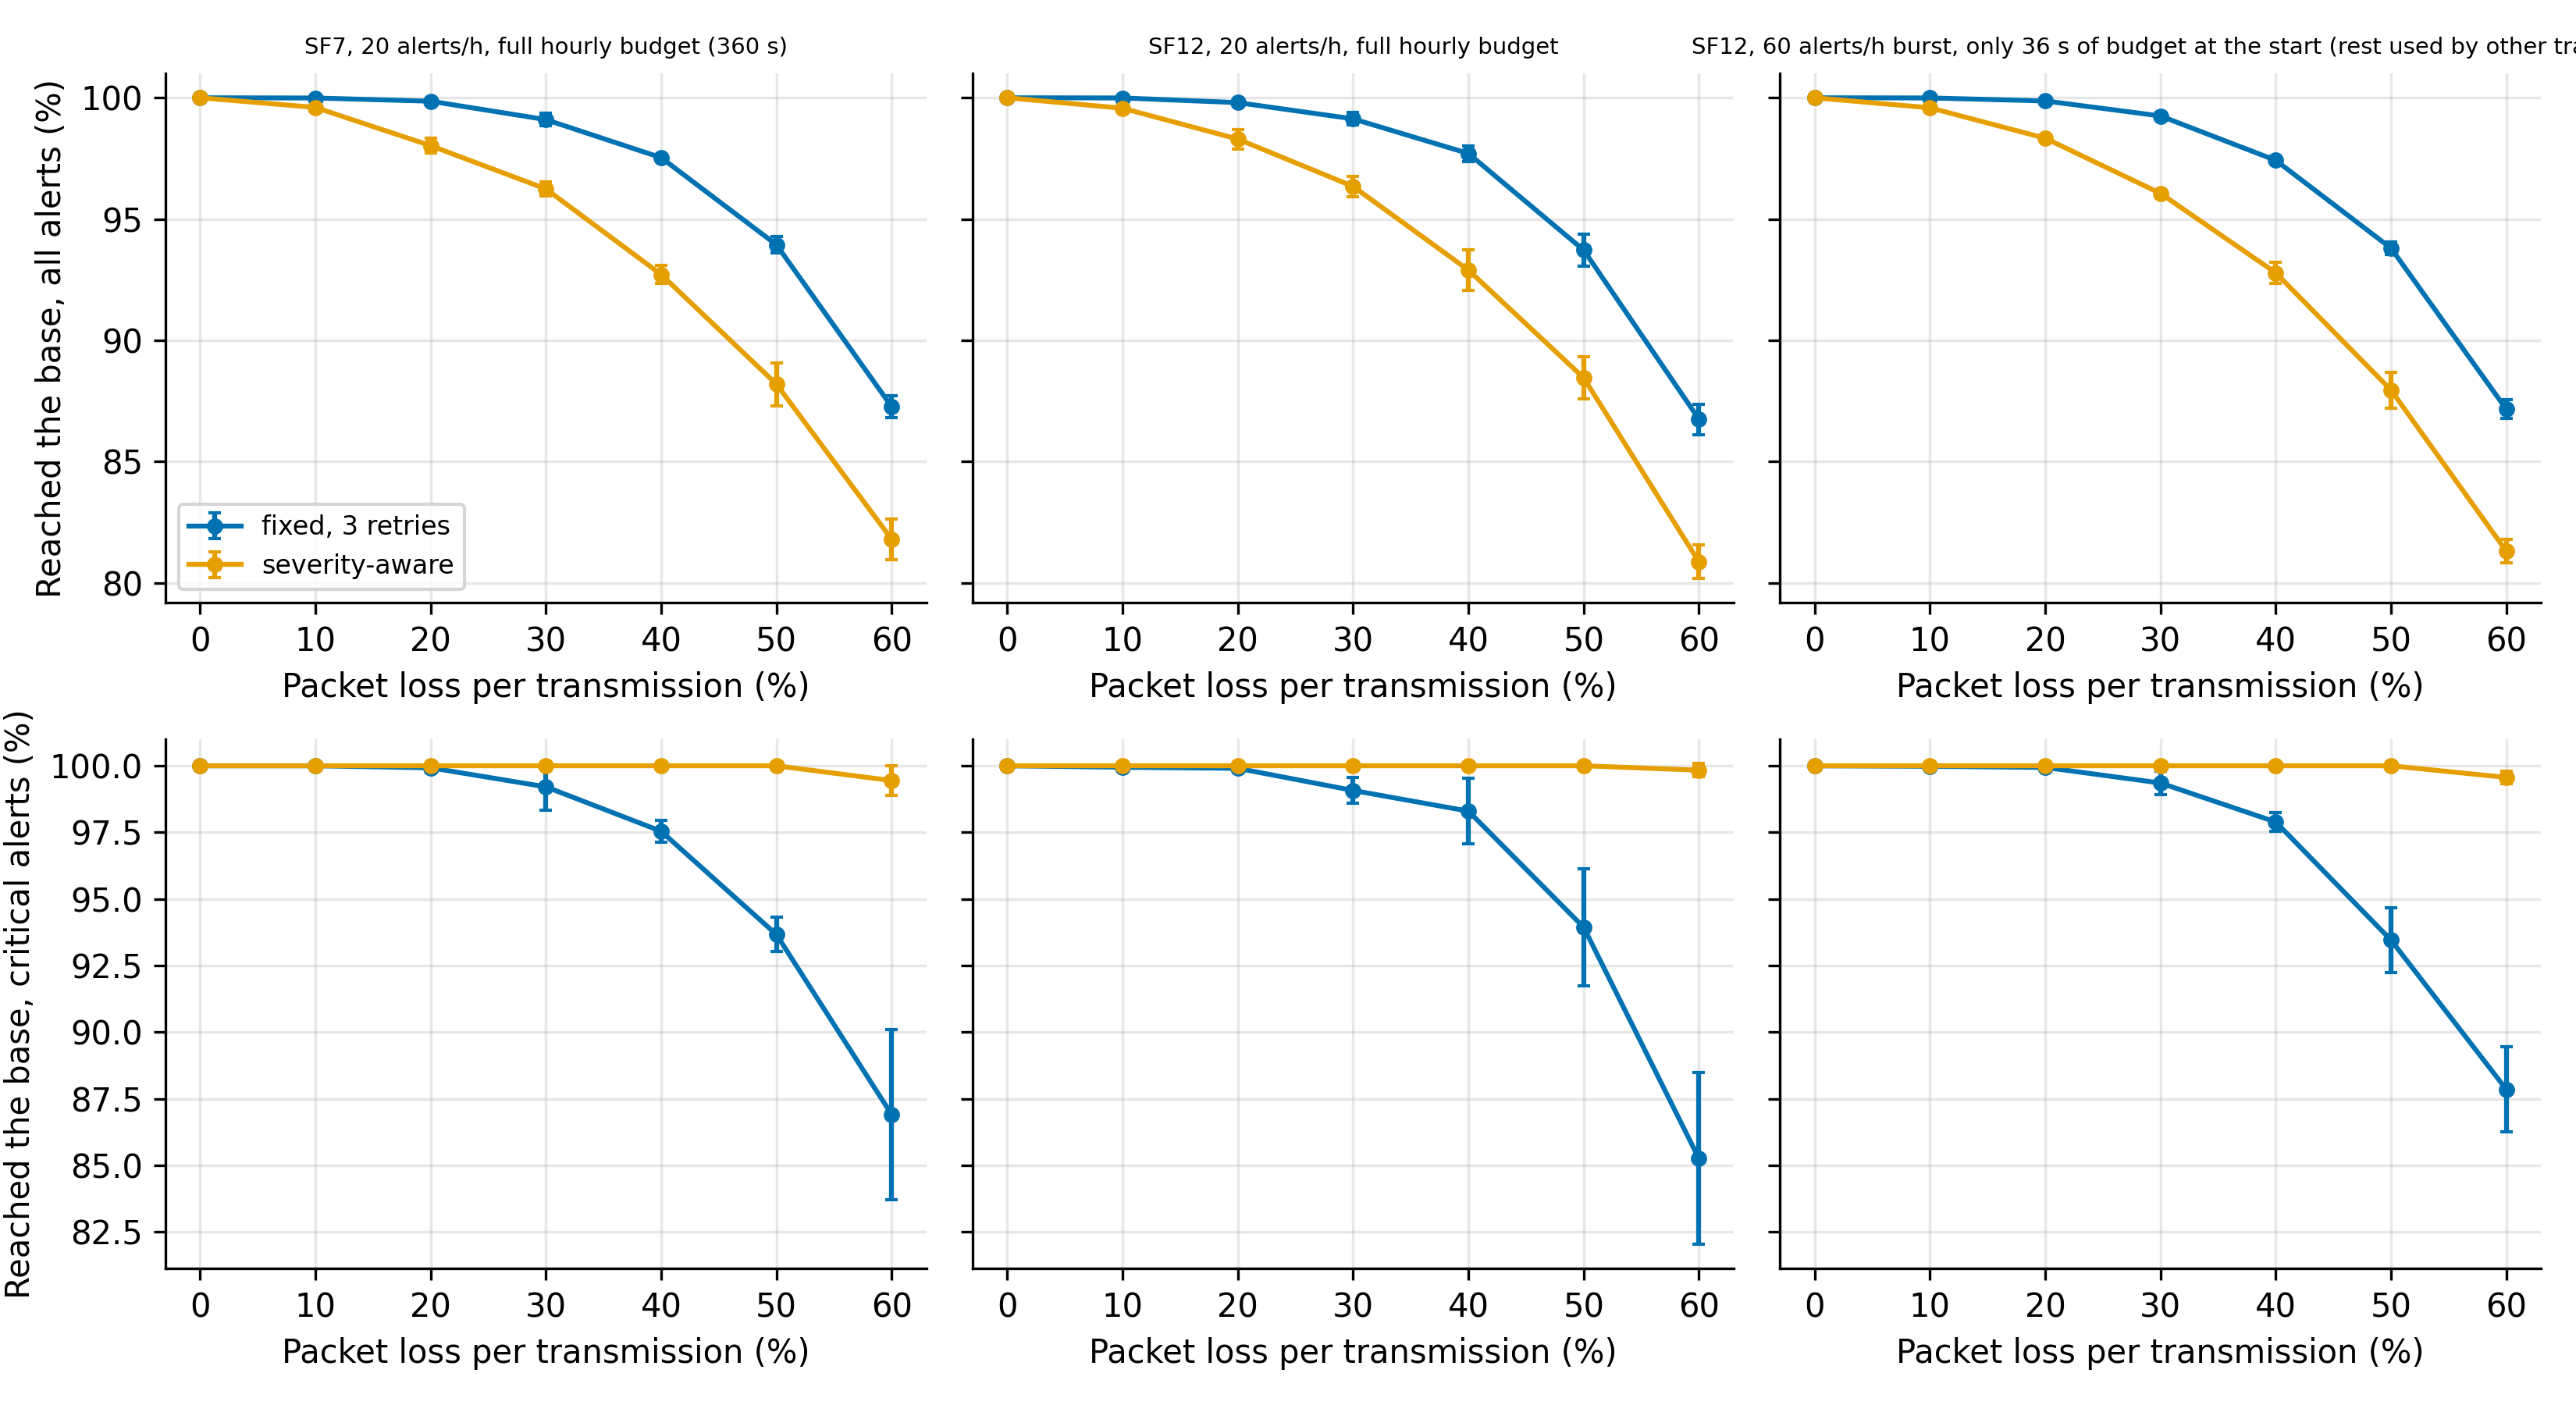 SF7, 20 alerts/h, full hourly budget (360 s)
SF12, 20 alerts/h, full hourly budget
SF12, 60 alerts/h burst, only 36 s of budget at the start (rest used by other
Reached the base, all alerts (%)
100
95
90
85
80
fixed, 3 retries
severity-aware
0 10 20 30 40 50 60
Packet loss per transmission (%)
0 10 20 30 40 50 60
Packet loss per transmission (%)
0 10 20 30 40 50 60
Packet loss per transmission (%)
Reached the base, critical alerts (%)
100.0
97.5
95.0
92.5
90.0
87.5
85.0
82.5
0 10 20 30 40 50 60
Packet loss per transmission (%)
0 10 20 30 40 50 60
Packet loss per transmission (%)
0 10 20 30 40 50 60
Packet loss per transmission (%)